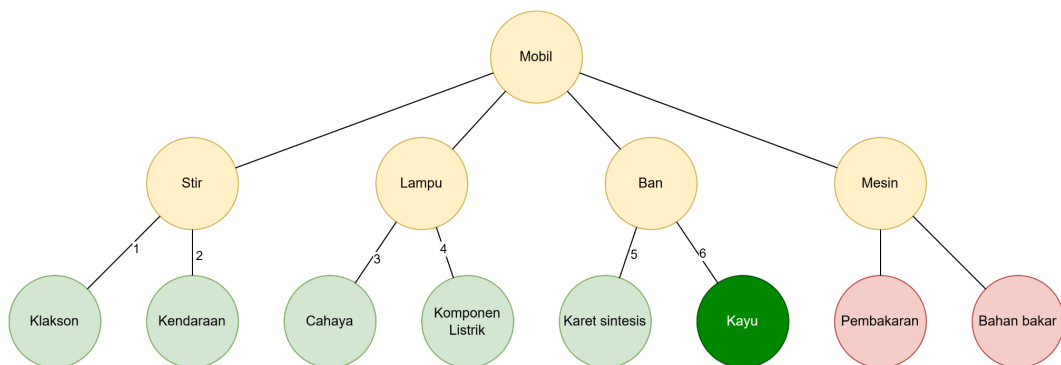 Mobil
Stir
Lampu
Ban
Mesin
1
2
3
4
5
6
Klakson
Kendaraan
Cahaya
Komponen
Listrik
Karet sintesis
Kayu
Pembakaran
Bahan bakar